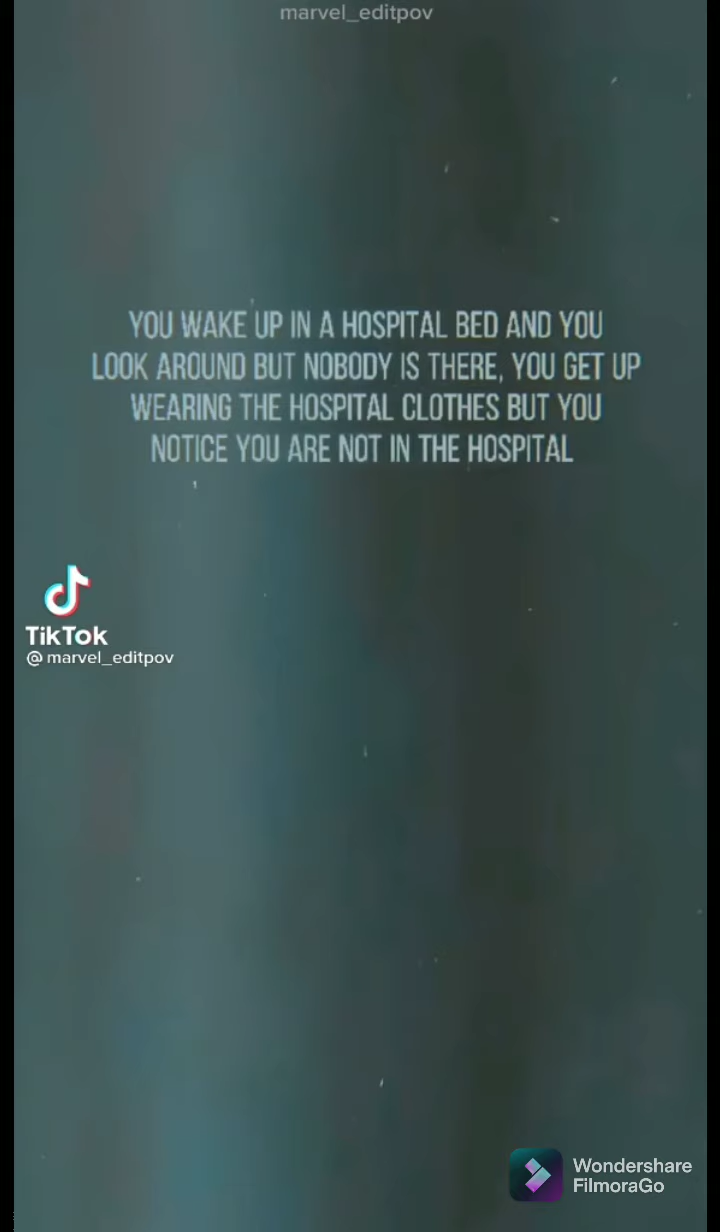 marvel_editpov
YOU WAKE UP IN A HOSPITAL BED AND YOU
LOOK AROUND BUT NOBODY IS THERE, YOU GET UP
WEARING THE HOSPITAL CLOTHES BUT YOU
NOTICE YOU ARE NOT IN THE HOSPITAL
TikTok
@marvel_editpov
Wondershare
FilmoraGo